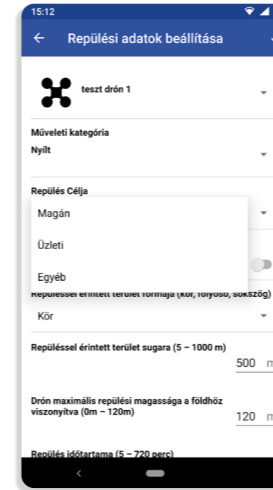 15:12
Repülési adatok beállítása
teszt drón 1
Műveleti kategória
Nyílt
Repülés Célja
Magán
Üzleti
Egyéb
Repüléssel érintett terület formája (kör, folyosó, sokszög)
Kör
Repüléssel érintett terület sugara (5 – 1000 m)
500 m
Drón maximális repülési magassága a földhöz
viszonyítva (0m – 120m)
120 m
Repülés időtartama (5 – 720 perc)